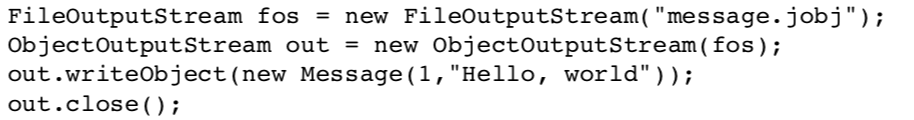 FileOutputStream fos = new FileOutputStream("message.jobj");
ObjectOutputStream out = new ObjectOutputStream(fos);
out.writeObject(new Message(1,"Hello, world"));
out.close();